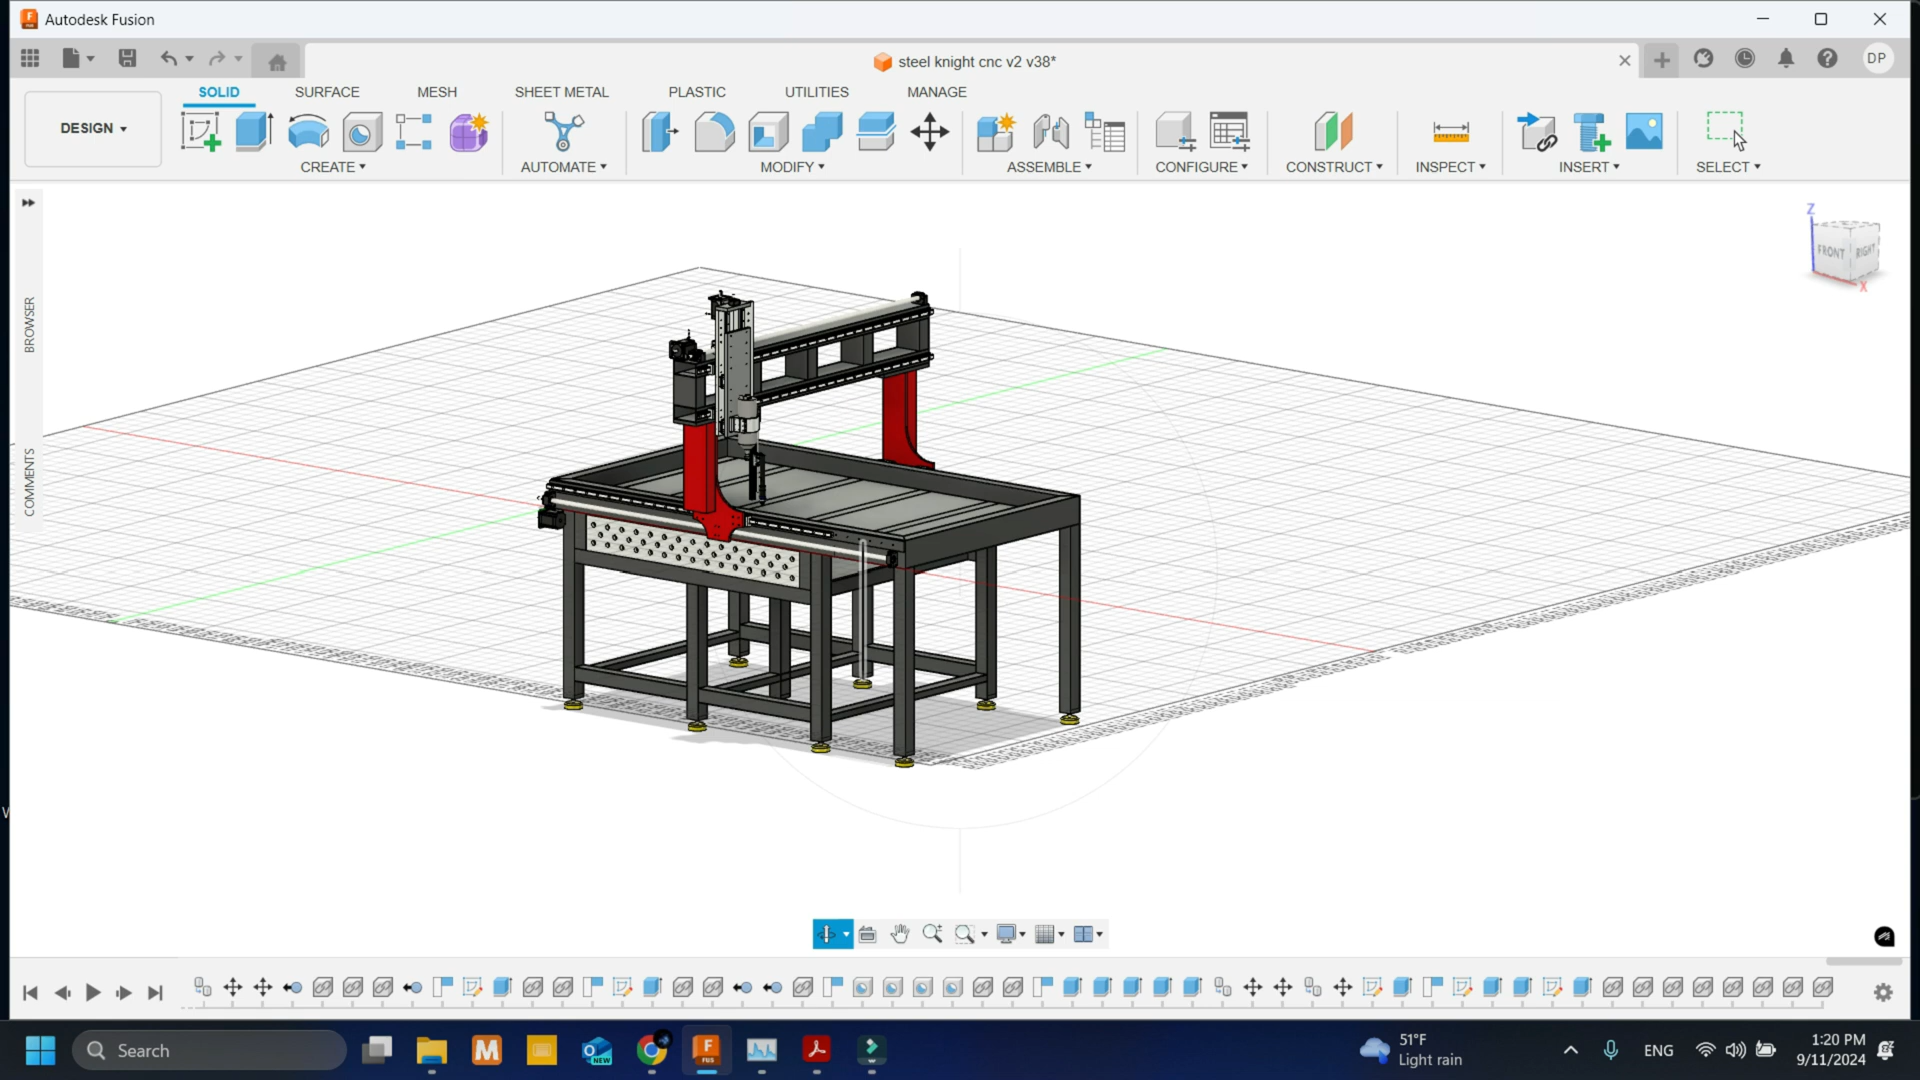 Autodesk Fusion
steel knight cnc v2 v38*
DP
SOLID SURFACE MESH SHEET METAL PLASTIC UTILITIES MANAGE
DESIGN
CREATE AUTOMATE MODIFY ASSEMBLE CONFIGURE CONSTRUCT INSPECT INSERT SELECT
Z
FRONT RIGHT
X
BROWSER
COMMENTS
Search
M
NEW
F
FUS
51°F
Light rain
ENG
1:20 PM
9/11/2024